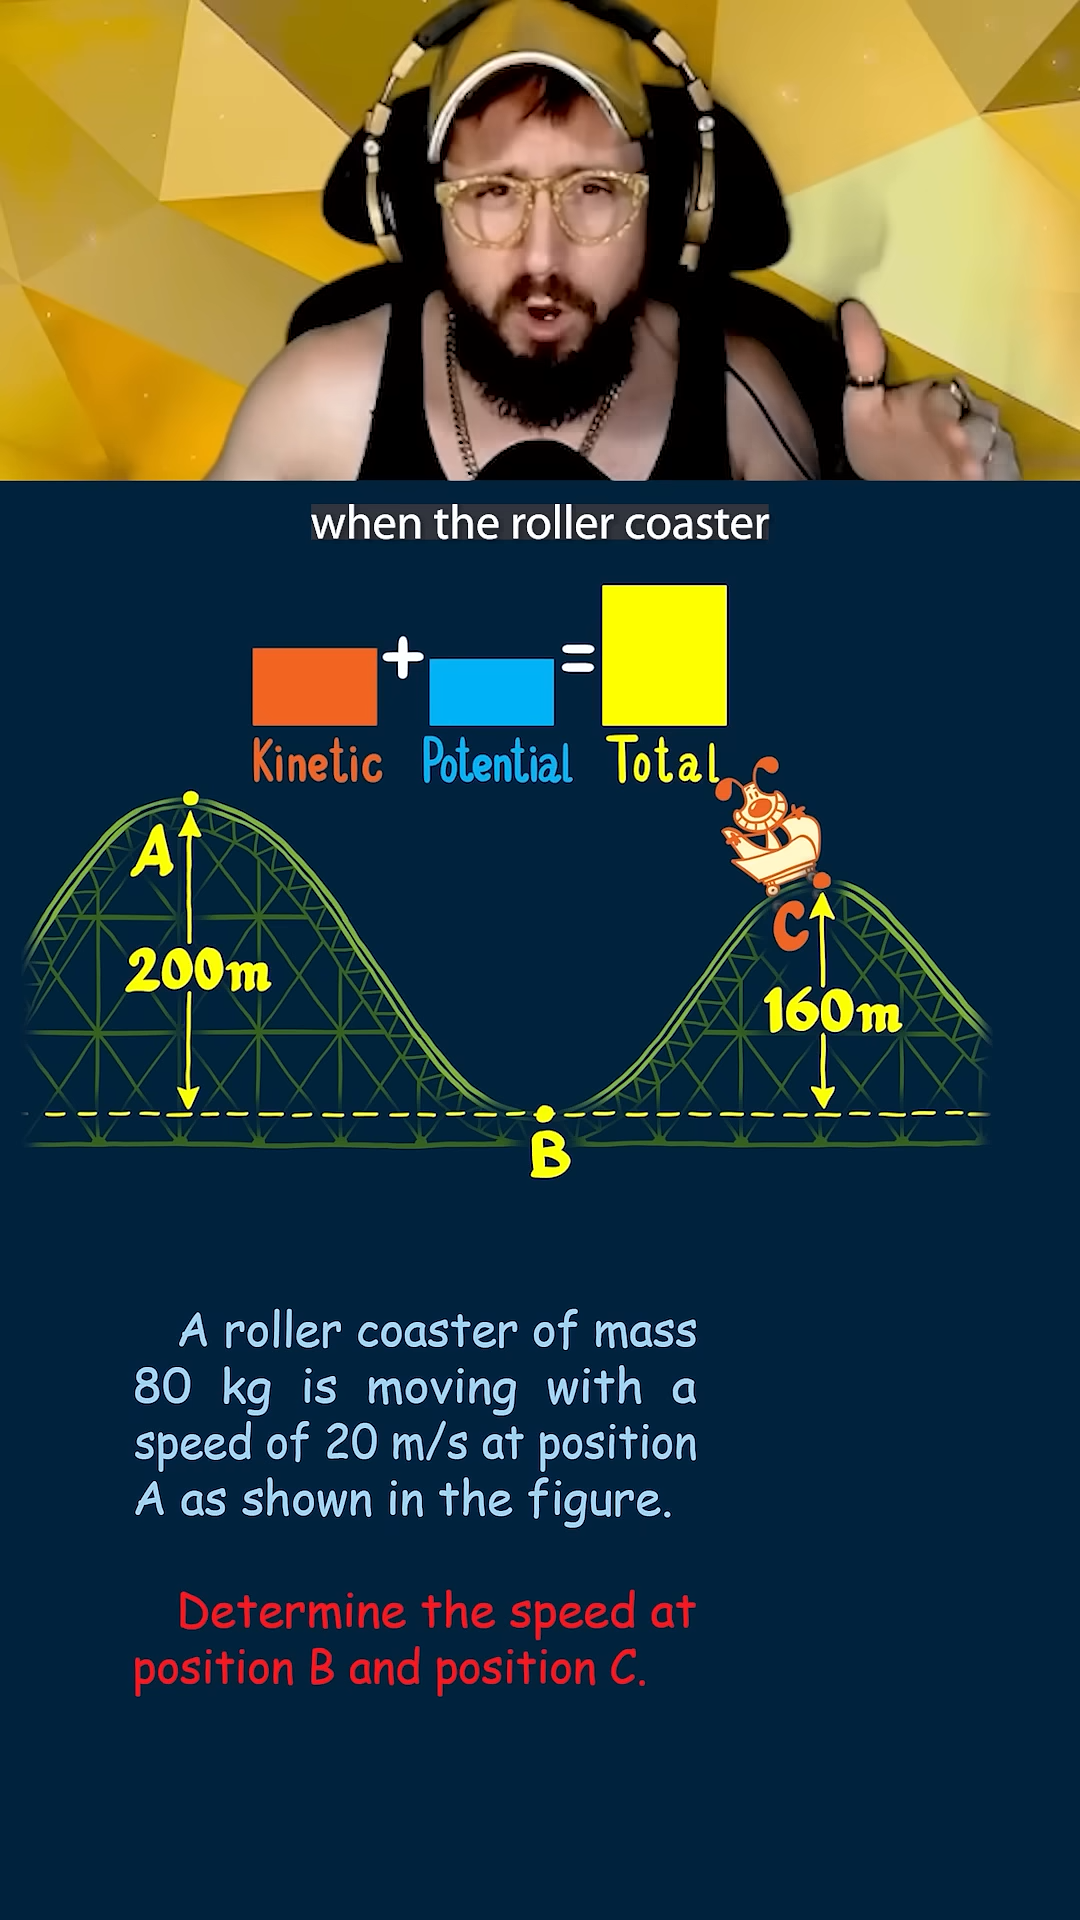 when the roller coaster
+ =
Kinetic Potential Total
A
C
200m
160m
B
A roller coaster of mass
80 kg is moving with a
speed of 20 m/s at position
A as shown in the figure.
Determine the speed at
position B and position C.